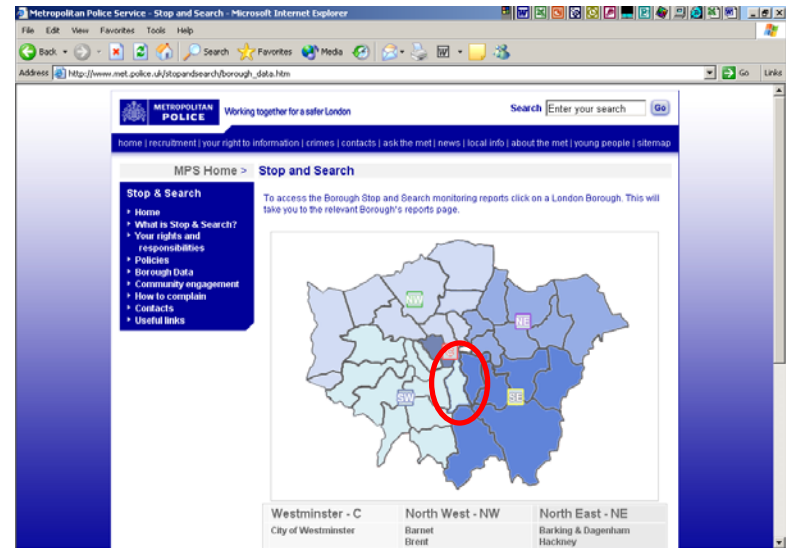 Metropolitan Police Service - Stop and Search - Microsoft Internet Explorer
File Edit View Favorites Tools Help
Back Search Favorites Media
Address http://www.met.police.uk/stopandsearch/borough_data.htm Go Links
METROPOLITAN POLICE Working together for a safer London Search Enter your search Go
home | recruitment | your right to information | crimes | contacts | ask the met | news | local info | about the met | young people | sitemap
MPS Home > Stop and Search
Stop & Search
Home
What is Stop & Search?
Your rights and
responsibilities
Policies
Borough Data
Community engagement
How to complain
Contacts
Useful links
To access the Borough Stop and Search monitoring reports click on a London Borough. This will
take you to the relevant Borough's reports page.
NW
NE
SW
SE
Westminster - C North West - NW North East - NE
City of Westminster Barnet Barking & Dagenham
Brent Hackney